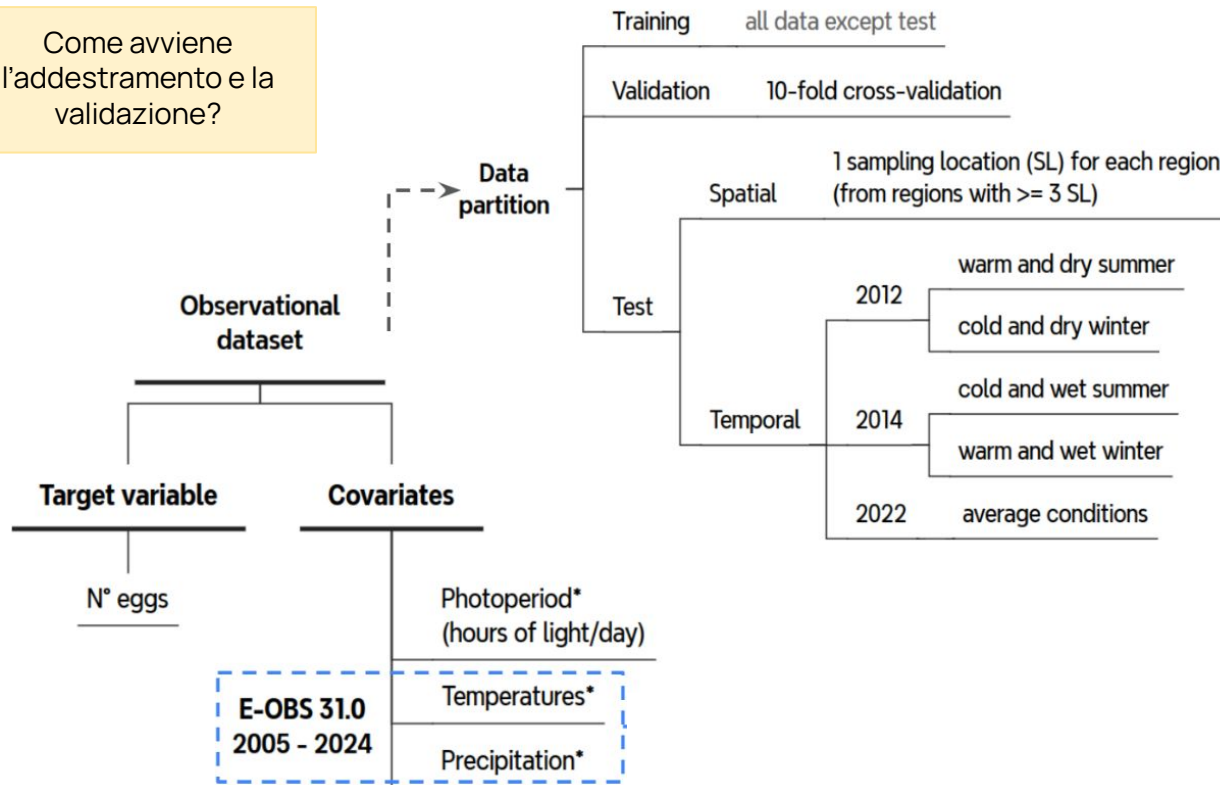 Come avviene
l'addestramento e la
validazione?
Training all data except test
Validation 10-fold cross-validation
Data
partition
1 sampling location (SL) for each region
Spatial (from regions with >= 3 SL)
Test
warm and dry summer
2012
cold and dry winter
cold and wet summer
Temporal 2014
warm and wet winter
2022 average conditions
Observational
dataset
Target variable
N° eggs
Covariates
Photoperiod*
(hours of light/day)
E-OBS 31.0
2005 - 2024
Temperatures*
Precipitation*